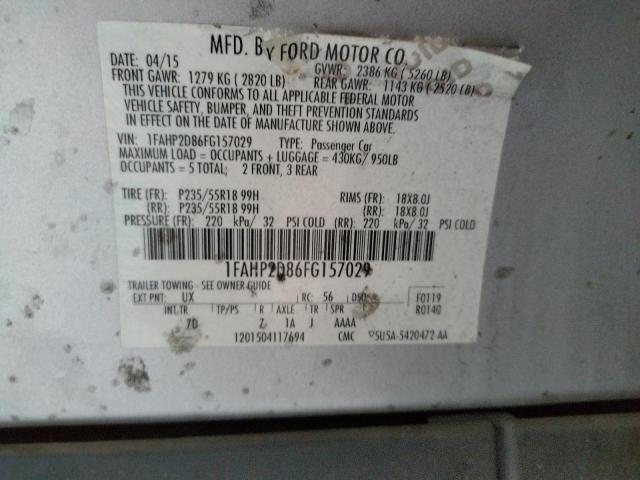 MFD. BY FORD MOTOR CO.
DATE: 04/15 GVWR: 2386 KG ( 5260 LB)
FRONT GAWR: 1279 KG ( 2820 LB) REAR GAWR: 1143 KG ( 2520 LB)
THIS VEHICLE CONFORMS TO ALL APPLICABLE FEDERAL MOTOR
VEHICLE SAFETY, BUMPER, AND THEFT PREVENTION STANDARDS
IN EFFECT ON THE DATE OF MANUFACTURE SHOWN ABOVE.
VIN: 1FAHP2D86FG157029 TYPE: Passenger Car
MAXIMUM LOAD = OCCUPANTS + LUGGAGE = 430KG/ 950LB
OCCUPANTS = 5 TOTAL; 2 FRONT, 3 REAR
TIRE (FR): P235/55R18 99H RIMS (FR): 18X8.0J
(RR): P235/55R18 99H (RR): 18X8.0J
PRESSURE (FR): 220 kPa/ 32 PSI COLD (RR): 220 kPa/ 32 PSI COLD
1FAHP2D86FG157029
TRAILER TOWING - SEE OWNER GUIDE
EXT PNT: UX RC: 56 DSO: F0119
INT.TR TP/PS R AXLE TR SPR R0140
7D Z 1A J AAAA
1201504117694 CMC ▽5U5A-5420472-AA